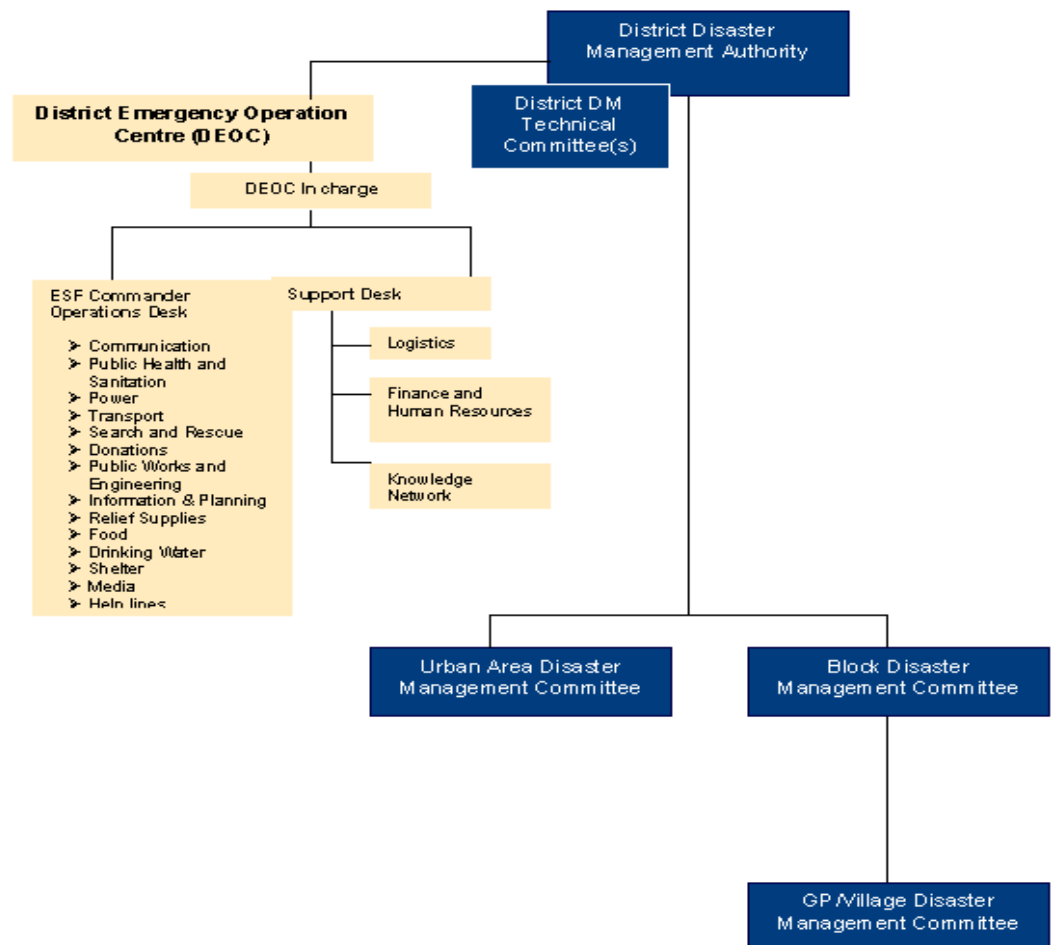 District Disaster
Management Authority
District DM
Technical
Committee(s)
District Emergency Operation
Centre (DEOC)
DEOC In charge
ESF Commander
Operations Desk
➢ Communication
➢ Public Health and
Sanitation
➢ Power
➢ Transport
➢ Search and Rescue
➢ Donations
➢ Public Works and
Engineering
➢ Information & Planning
➢ Relief Supplies
➢ Food
➢ Drinking Water
➢ Shelter
➢ Media
➢ Help lines
Support Desk
Logistics
Finance and
Human Resources
Knowledge
Network
Urban Area Disaster
Management Committee
Block Disaster
Management Committee
GP/Village Disaster
Management Committee